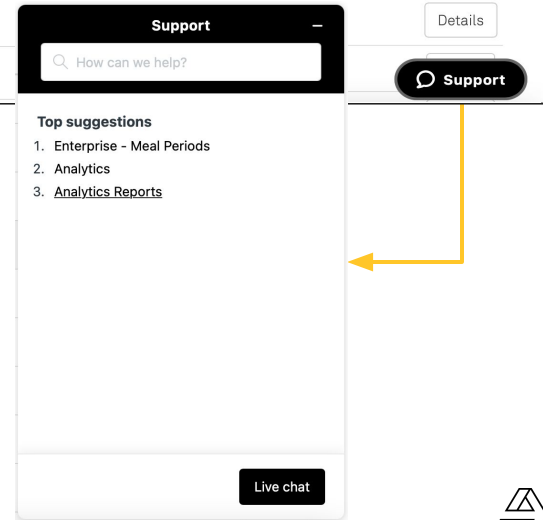 Support
How can we help?
Top suggestions
1. Enterprise - Meal Periods
2. Analytics
3. Analytics Reports
Live chat
Details
Support